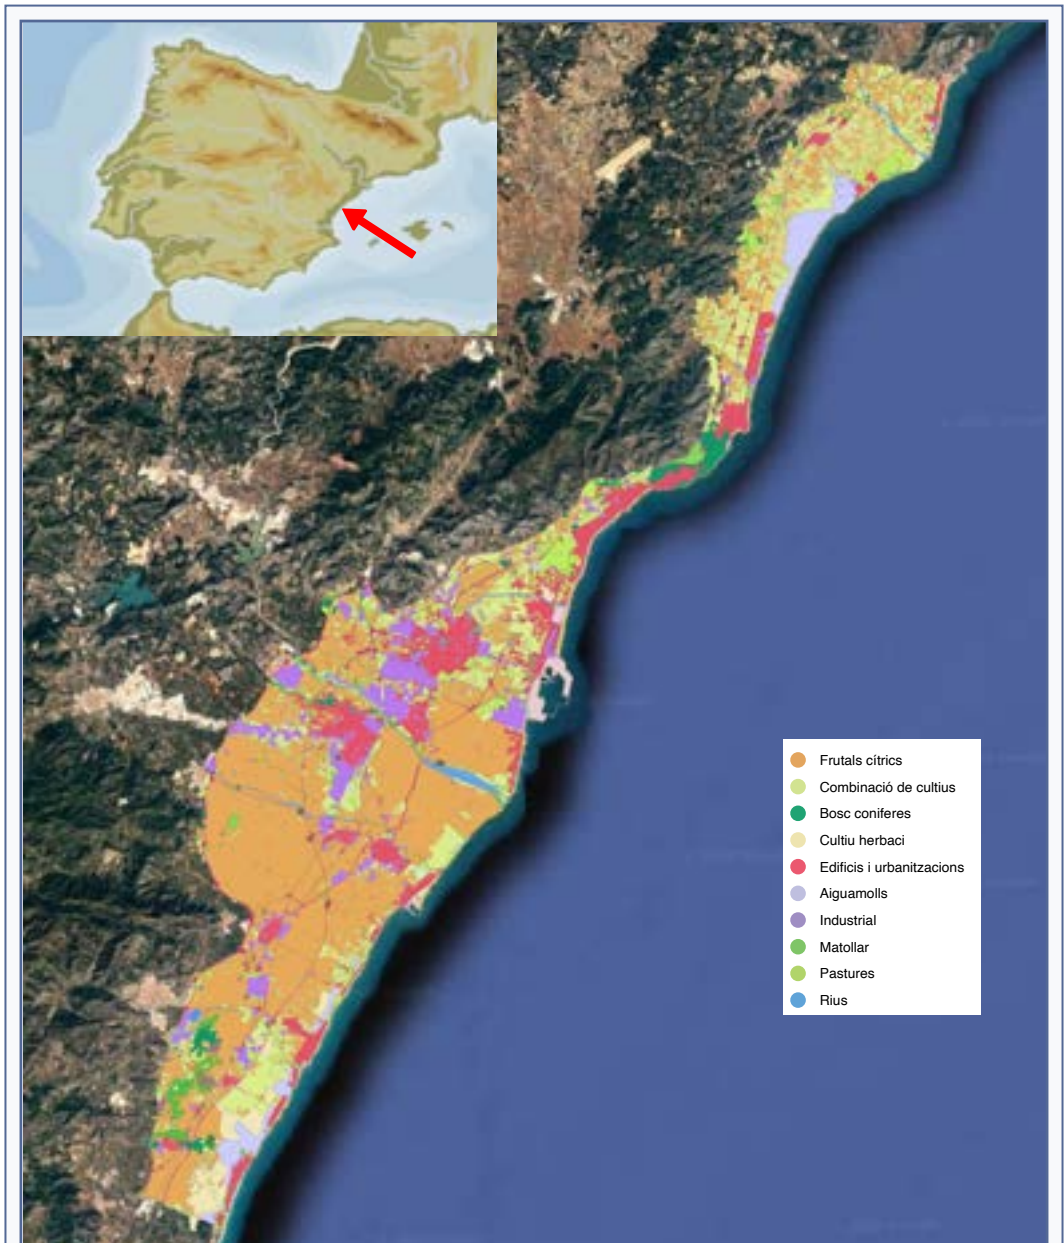 Frutals cítrics
Combinació de cultius
Bosc coniferes
Cultiu herbaci
Edificis i urbanitzacions
Aiguamolls
Industrial
Matollar
Pastures
Rius